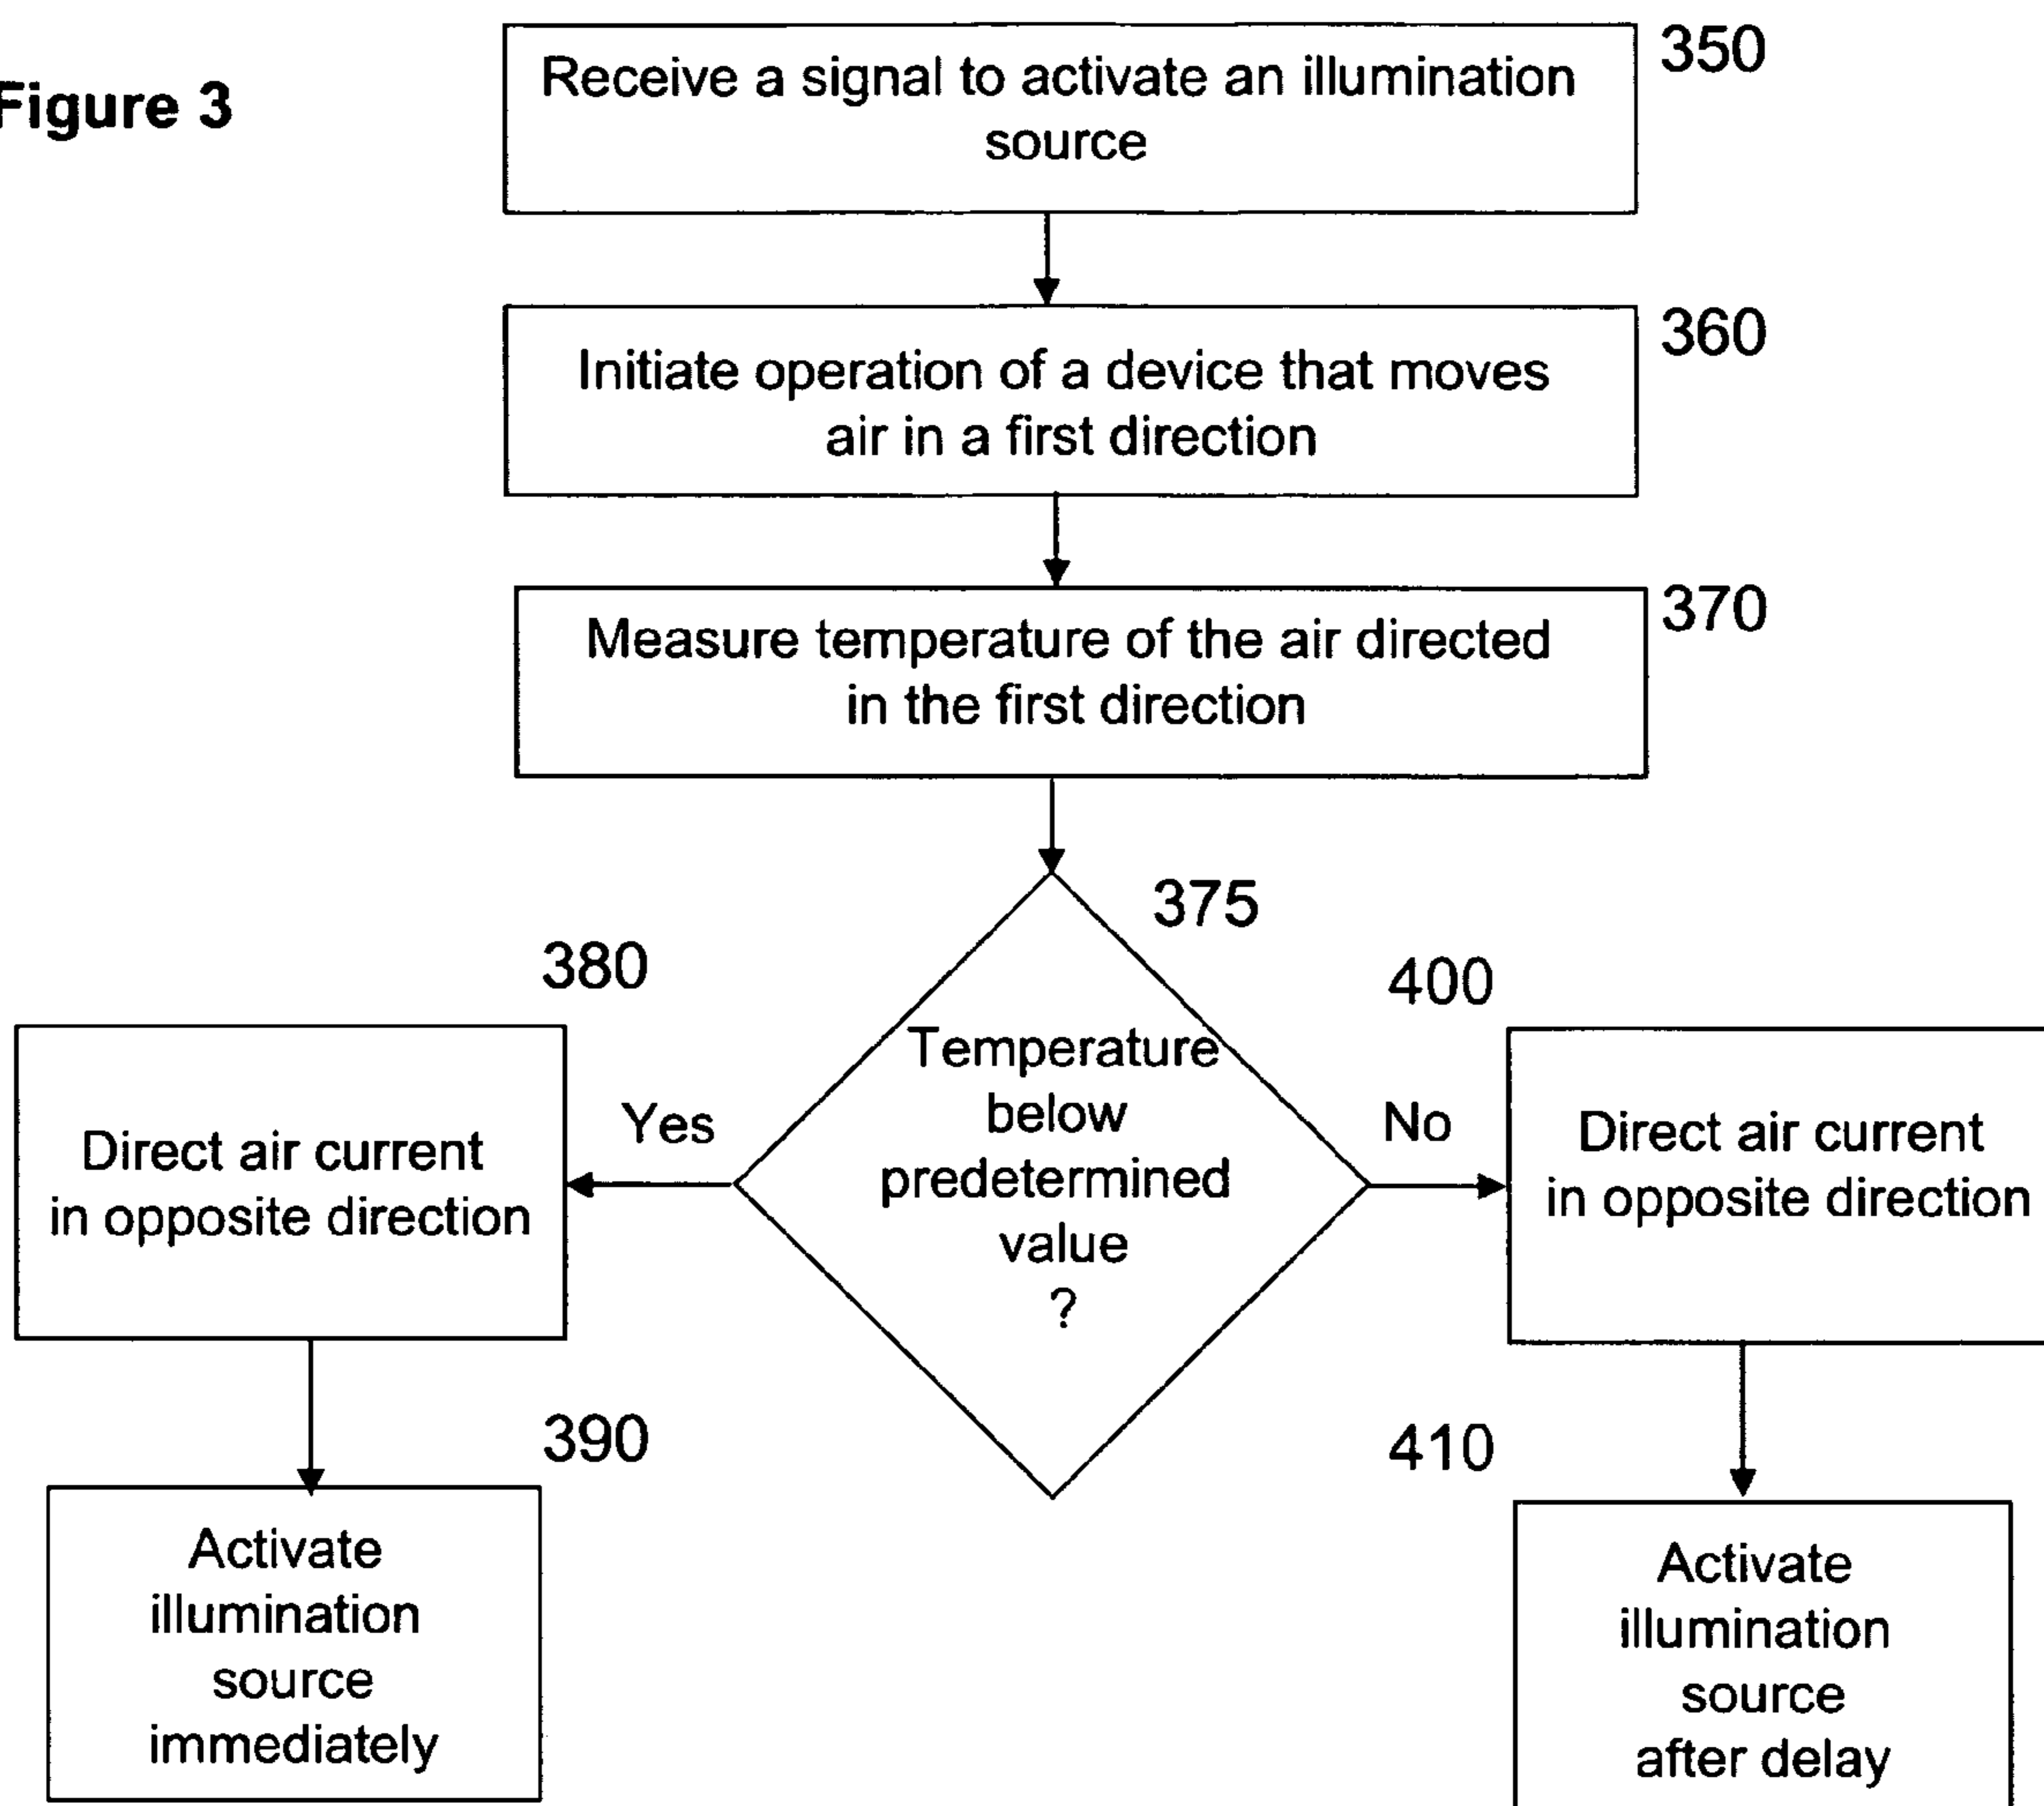 Figure 3
350
Receive a signal to activate an illumination
source
360
Initiate operation of a device that moves
air in a first direction
370
Measure temperature of the air directed
in the first direction
375
380
400
Temperature
below
predetermined
value
?
Yes
No
Direct air current
in opposite direction
Direct air current
in opposite direction
390
410
Activate
illumination
source
immediately
Activate
illumination
source
after delay